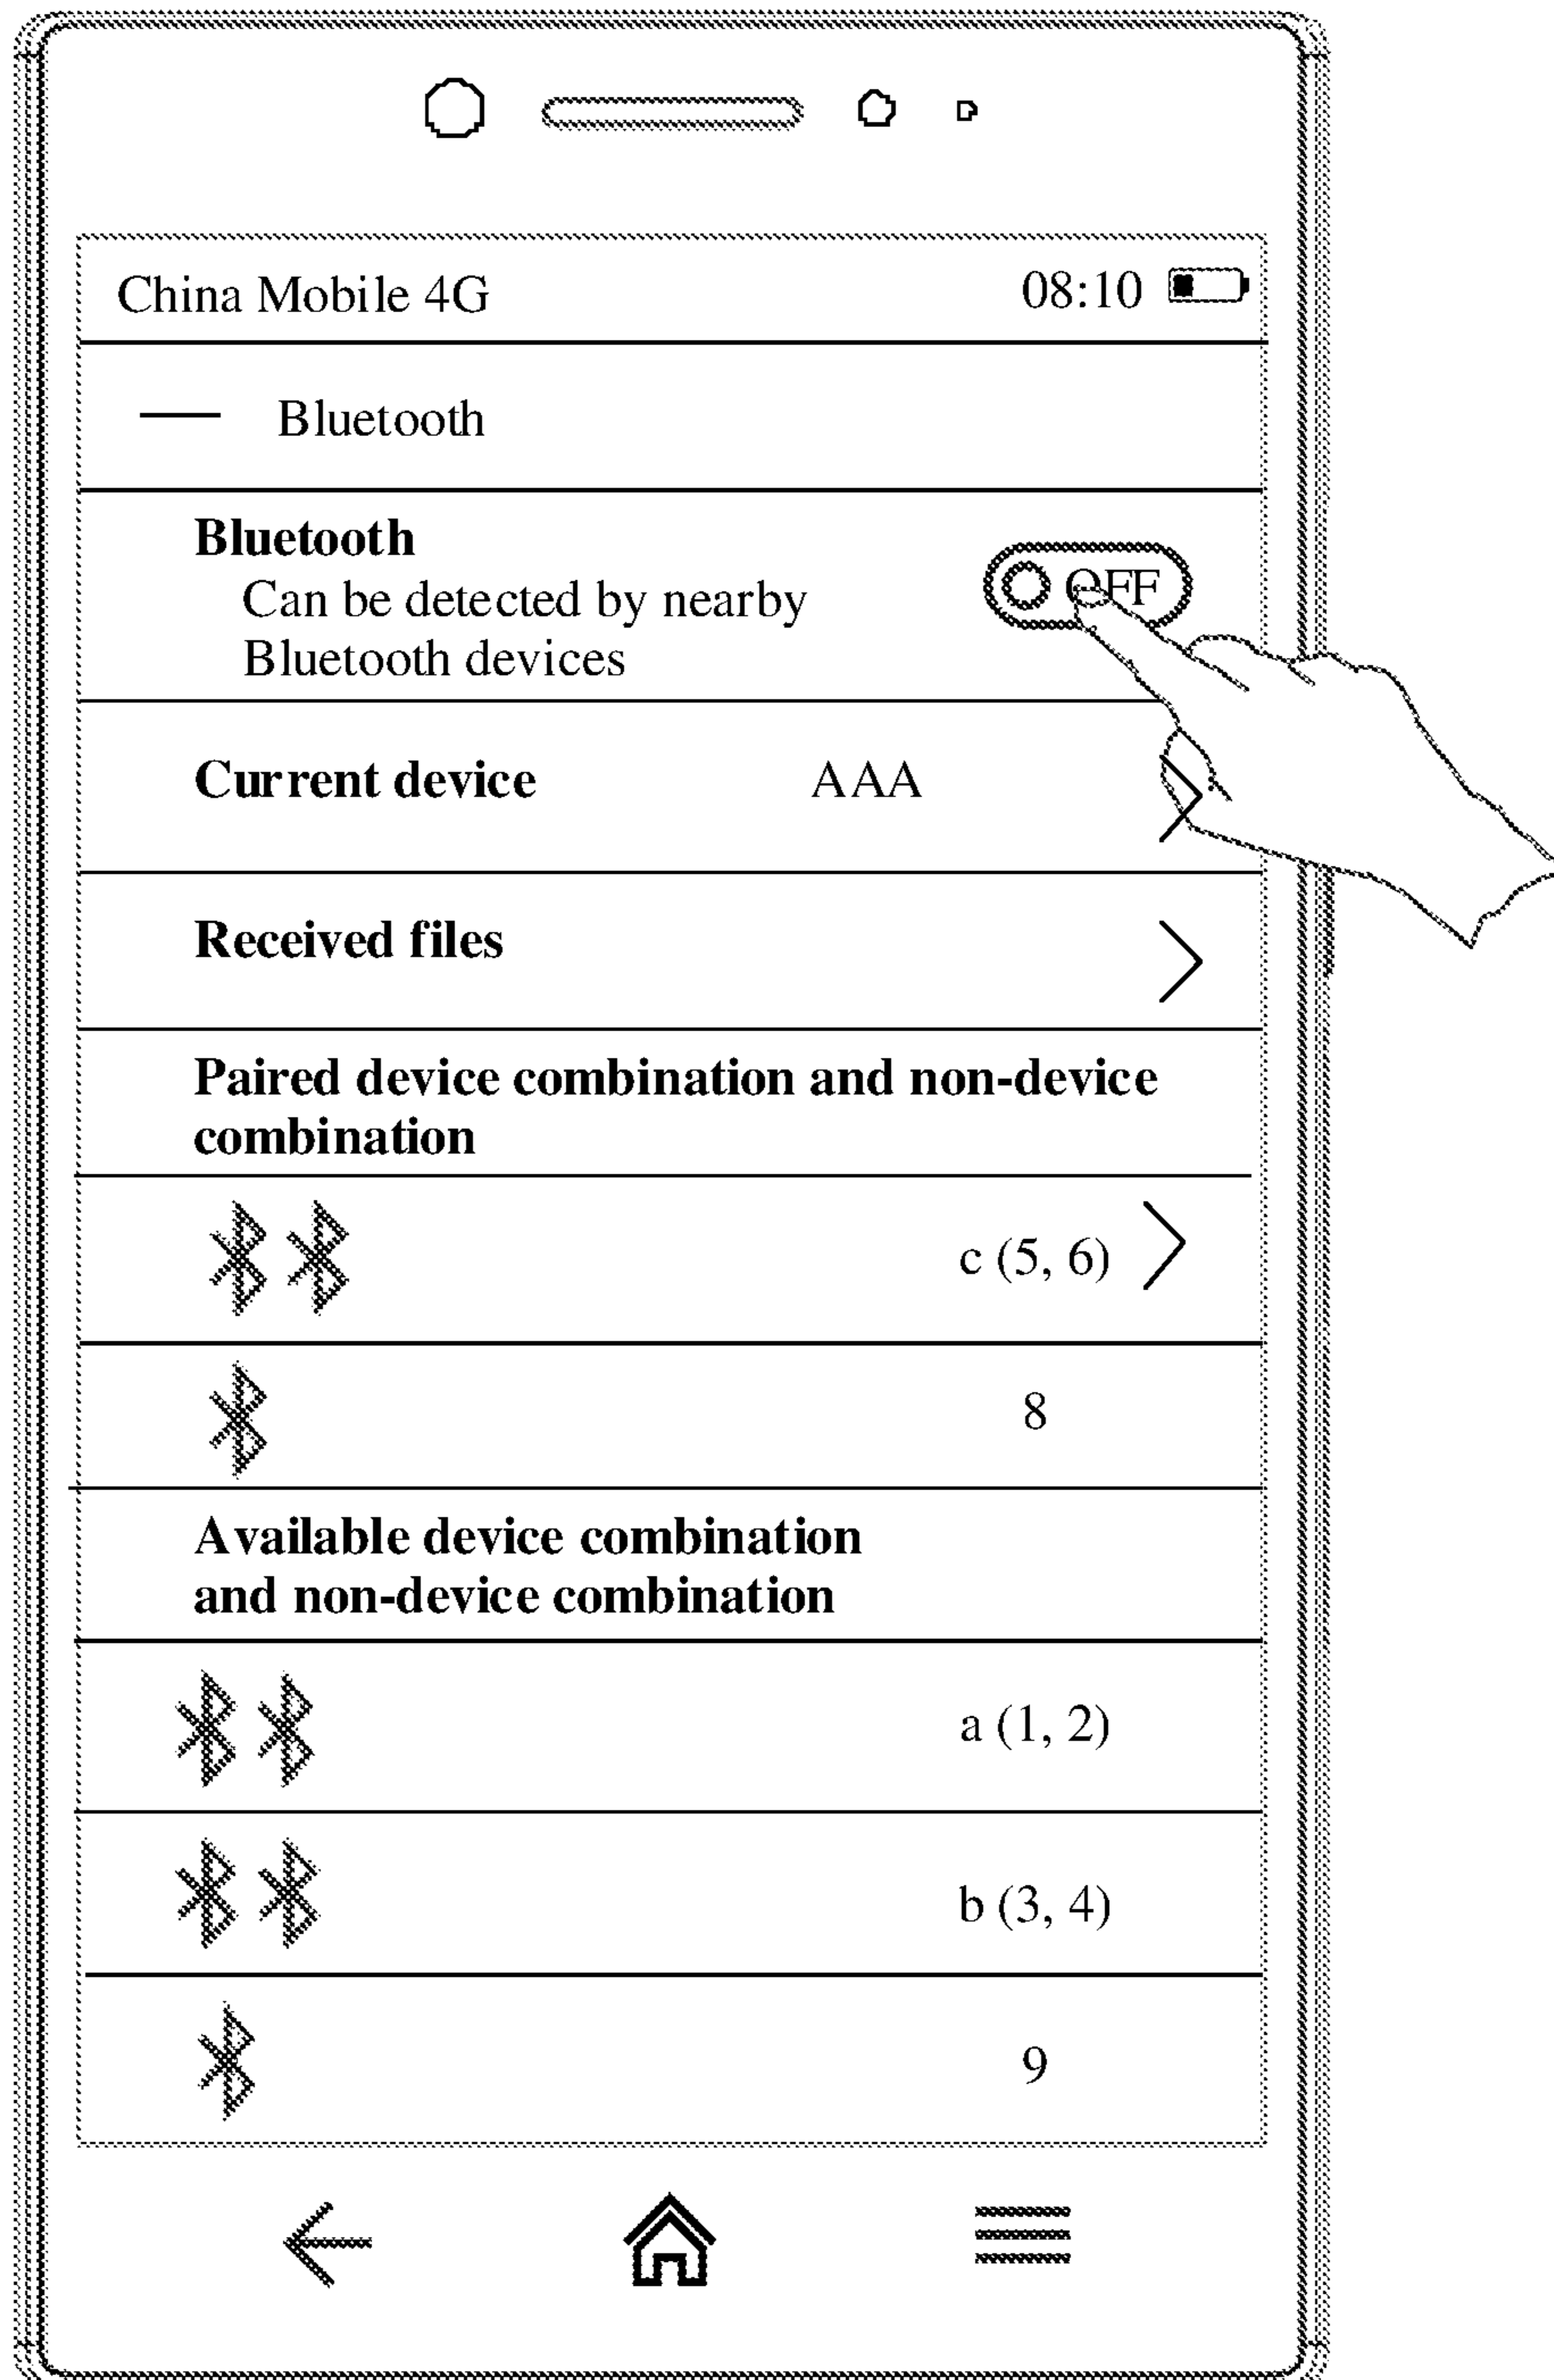 China Mobile 4G 08:10
Bluetooth
Bluetooth
Can be detected by nearby
Bluetooth devices
OFF
Current device AAA
Received files
Paired device combination and non-device
combination
c (5, 6)
8
Available device combination
and non-device combination
a (1, 2)
b (3, 4)
9